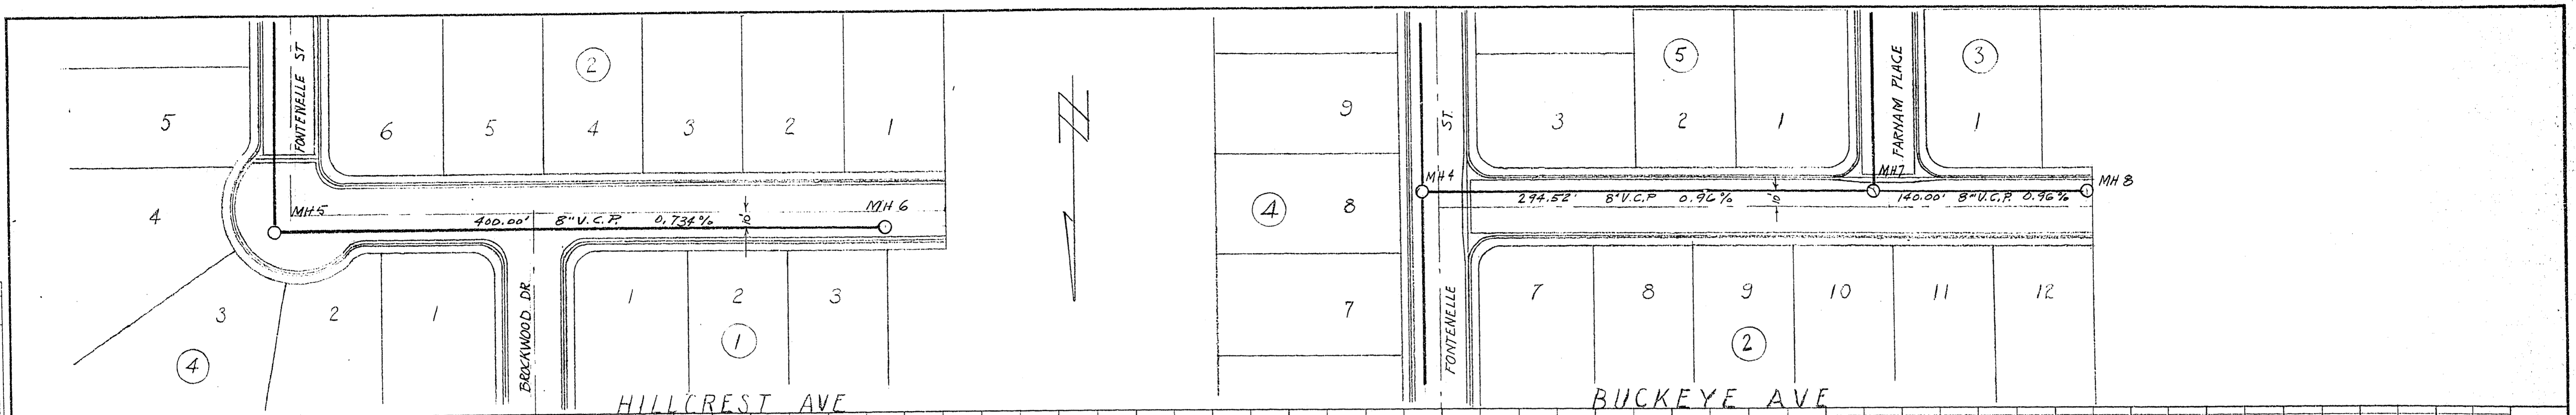 FONTENELLE ST
2
5
6
5
4
3
2
1
4
MH5
400.00' 8" V.C.P. 0.734%
10'
MH 6
3
2
1
BROCKWOOD DR.
1
2
3
4
1
HILLCREST AVE
N
9
ST.
5
FARNAM PLACE
3
3
2
1
1
MH4
MH7
MH 8
4
8
294.52' 8" V.C.P 0.96%
10'
140.00' 8" V.C.P. 0.96%
7
FONTENELLE
7
8
9
10
11
12
2
BUCKEYE AVE